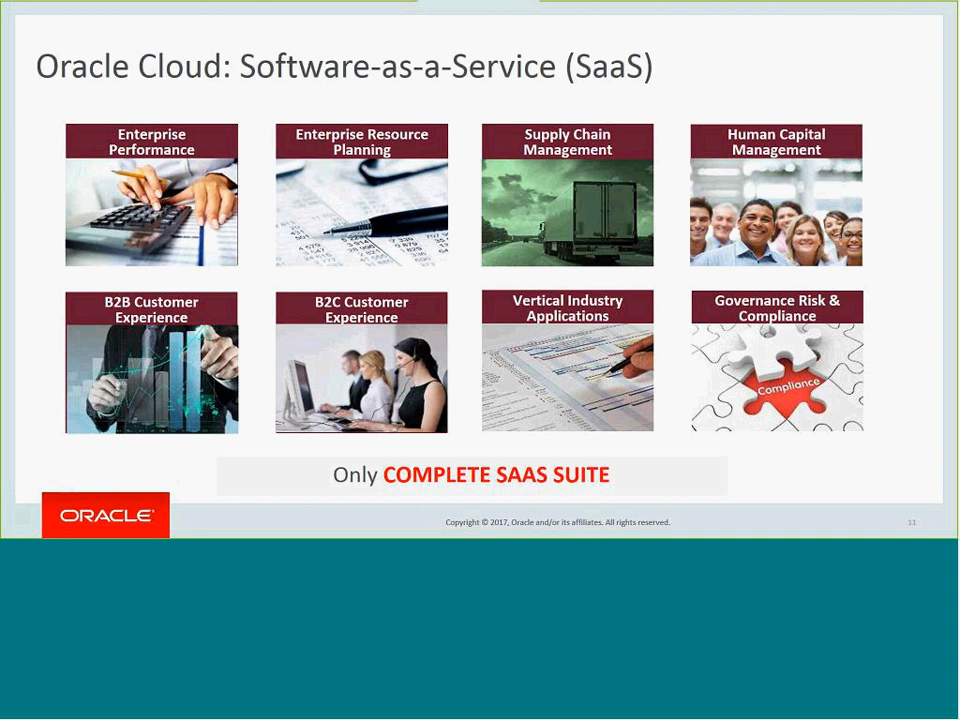 Oracle Cloud: Software-as-a-Service (SaaS)
Enterprise
Performance
Enterprise Resource
Planning
Supply Chain
Management
Human Capital
Management
B2B Customer
Experience
B2C Customer
Experience
Vertical Industry
Applications
Governance Risk &
Compliance
Compliance
Only COMPLETE SAAS SUITE
ORACLE
Copyright © 2017, Oracle and/or its affiliates. All rights reserved.
11